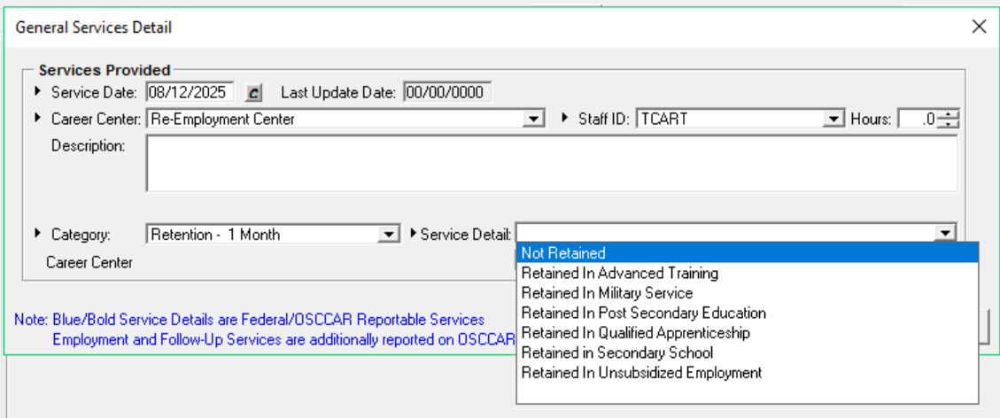 General Services Detail
Services Provided
Service Date: 08/12/2025 C Last Update Date: 00/00/0000
Career Center: Re-Employment Center Staff ID: TCART Hours: .0
Description:
Category: Retention - 1 Month Service Detail:
Career Center
Not Retained
Retained In Advanced Training
Retained In Military Service
Retained In Post Secondary Education
Retained In Qualified Apprenticeship
Retained in Secondary School
Retained In Unsubsidized Employment
Note: Blue/Bold Service Details are Federal/OSCCAR Reportable Services
Employment and Follow-Up Services are additionally reported on OSCCAR